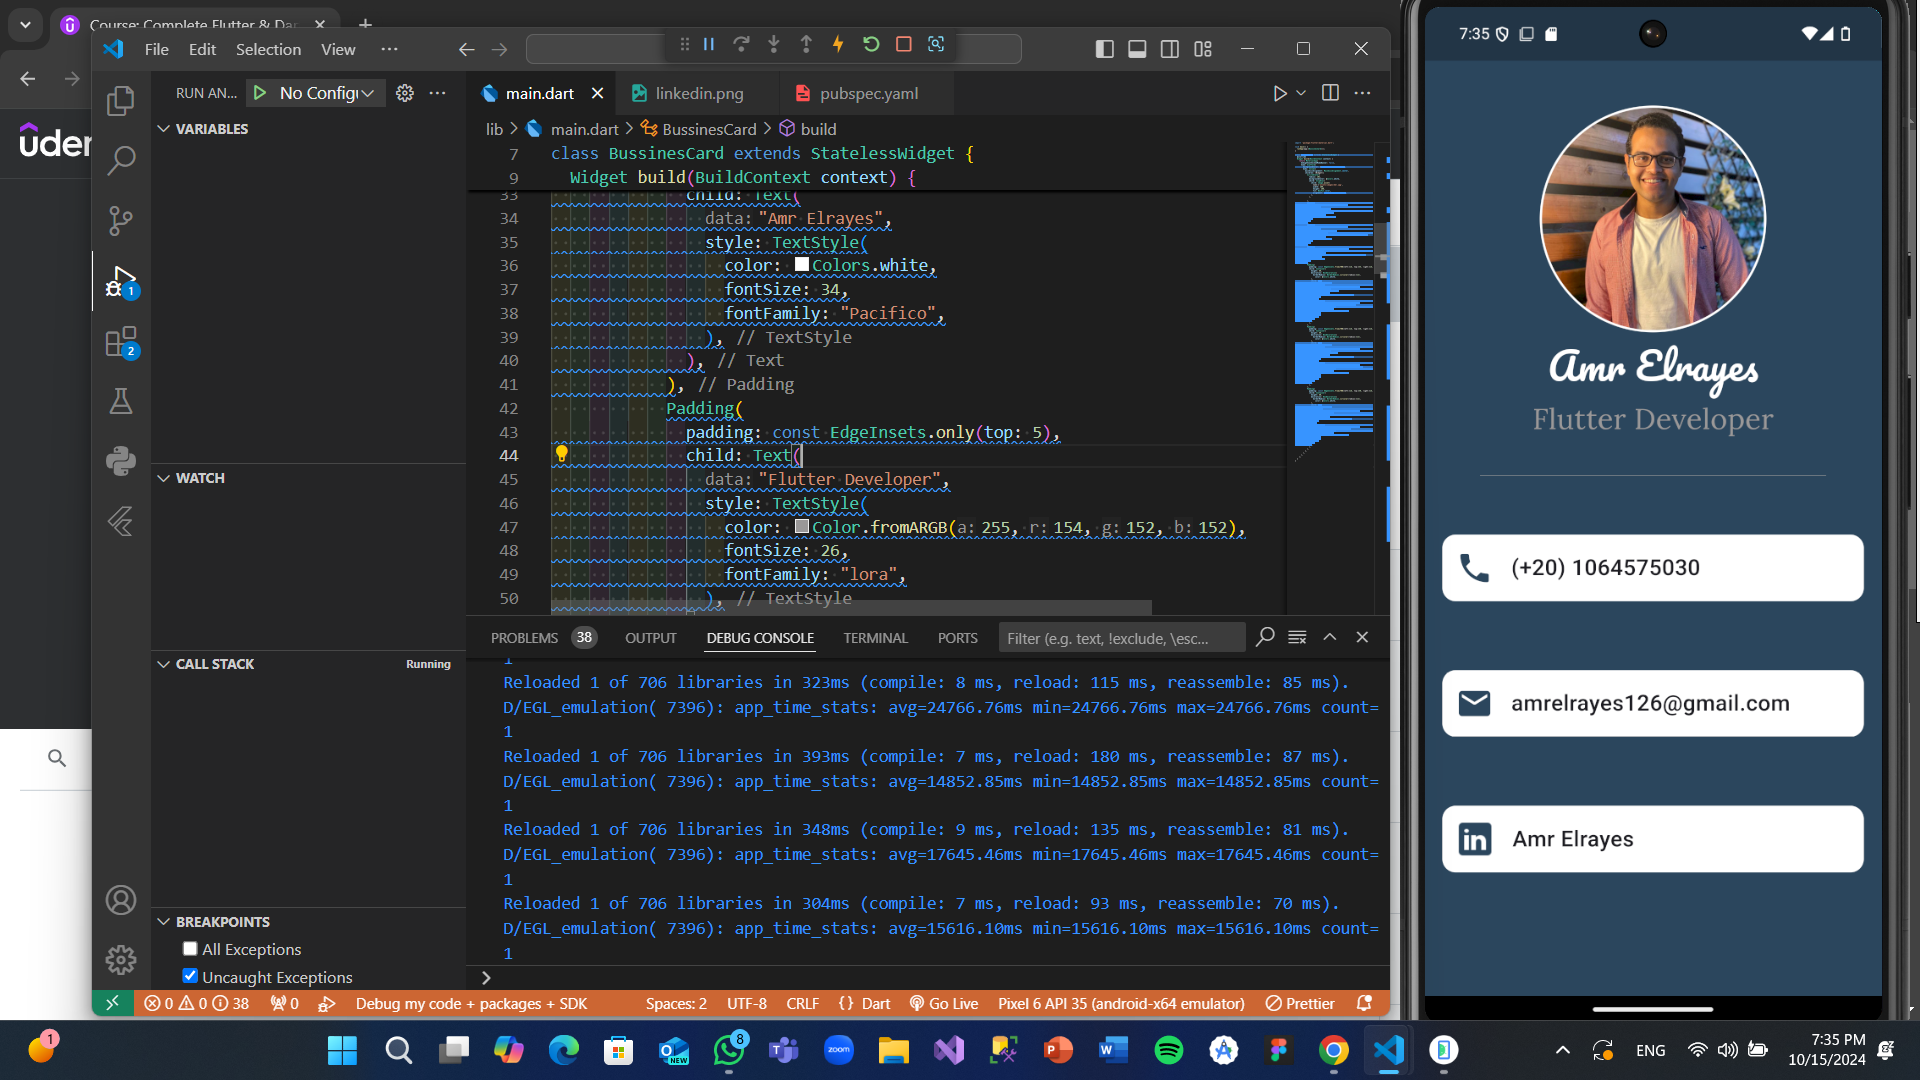 Course: Complete Flutter & Dar
File
Edit
Selection
View
RUN AN...
No Config
main.dart
linkedin.png
pubspec.yaml
lib > main.dart > BussinesCard > build
VARIABLES
WATCH
CALL STACK
Running
BREAKPOINTS
All Exceptions
Uncaught Exceptions
7 class BussinesCard extends StatelessWidget {
9 Widget build(BuildContext context) {
33 child: Text(
34 data: "Amr Elrayes",
35 style: TextStyle(
36 color: Colors.white,
37 fontSize: 34,
38 fontFamily: "Pacifico",
39 ), // TextStyle
40 ), // Text
41 ), // Padding
42 Padding(
43 padding: const EdgeInsets.only(top: 5),
44 child: Text(
45 data: "Flutter Developer",
46 style: TextStyle(
47 color: Color.fromARGB(a: 255, r: 154, g: 152, b: 152),
48 fontSize: 26,
49 fontFamily: "lora",
50 ), // TextStyle
PROBLEMS 38
OUTPUT
DEBUG CONSOLE
TERMINAL
PORTS
Filter (e.g. text, !exclude, \esc...
1
Reloaded 1 of 706 libraries in 323ms (compile: 8 ms, reload: 115 ms, reassemble: 85 ms).
D/EGL_emulation( 7396): app_time_stats: avg=24766.76ms min=24766.76ms max=24766.76ms count=
1
Reloaded 1 of 706 libraries in 393ms (compile: 7 ms, reload: 180 ms, reassemble: 87 ms).
D/EGL_emulation( 7396): app_time_stats: avg=14852.85ms min=14852.85ms max=14852.85ms count=
1
Reloaded 1 of 706 libraries in 348ms (compile: 9 ms, reload: 135 ms, reassemble: 81 ms).
D/EGL_emulation( 7396): app_time_stats: avg=17645.46ms min=17645.46ms max=17645.46ms count=
1
Reloaded 1 of 706 libraries in 304ms (compile: 7 ms, reload: 93 ms, reassemble: 70 ms).
D/EGL_emulation( 7396): app_time_stats: avg=15616.10ms min=15616.10ms max=15616.10ms count=
1
0 0 38 0 Debug my code + packages + SDK Spaces: 2 UTF-8 CRLF {} Dart Go Live Pixel 6 API 35 (android-x64 emulator) Prettier
7:35
Amr Elrayes
Flutter Developer
(+20) 1064575030
amrelrayes126@gmail.com
in Amr Elrayes
ENG
7:35 PM
10/15/2024